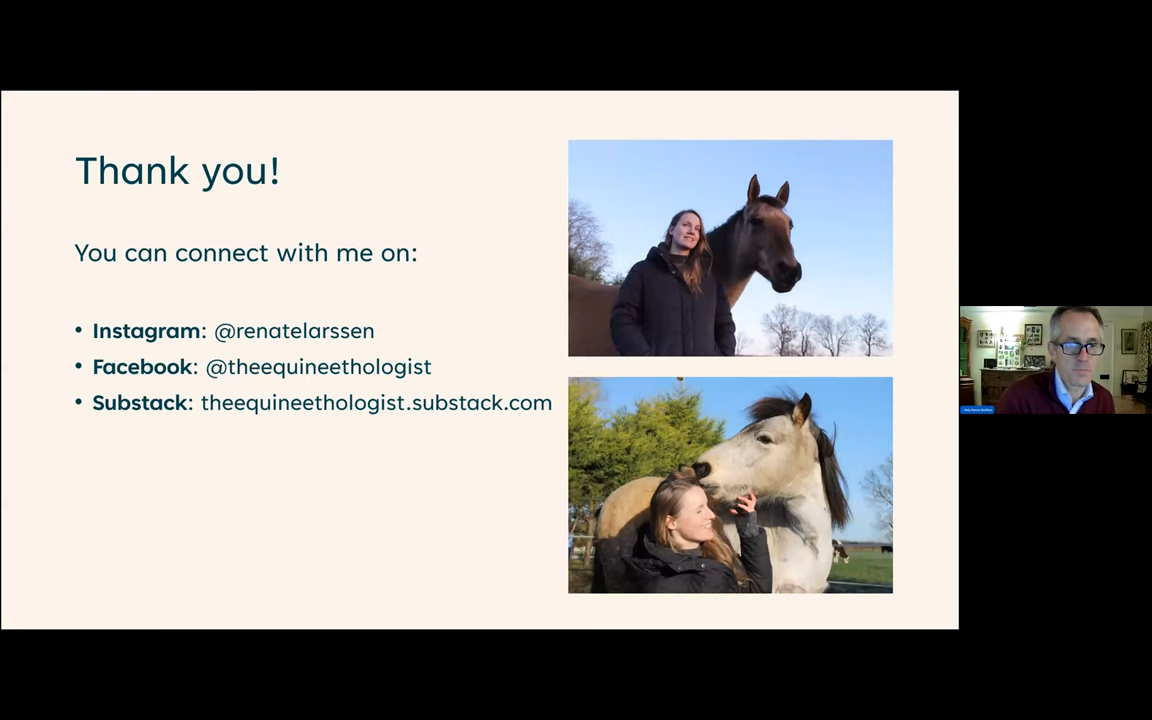 Thank you!
You can connect with me on:
• Instagram: @renatelarssen
• Facebook: @theequineethologist
• Substack: theequineethologist.substack.com